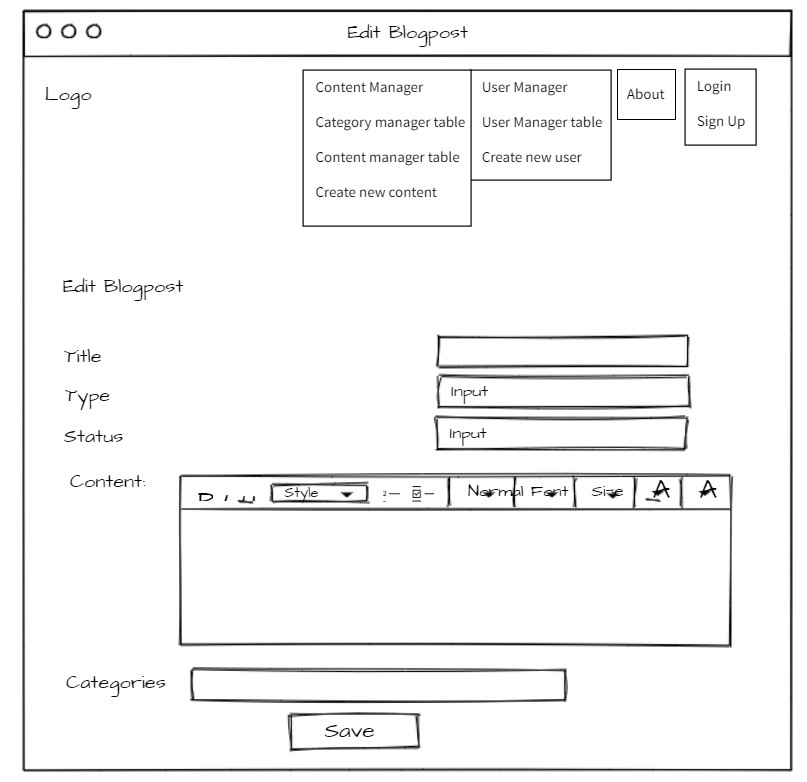 Edit Blogpost
Logo
Content Manager
Category manager table
Content manager table
Create new content
User Manager
User Manager table
Create new user
About
Login
Sign Up
Edit Blogpost
Title
Type
Input
Status
Input
Content:
Style
Normal Font
Size
A
A
Categories
Save